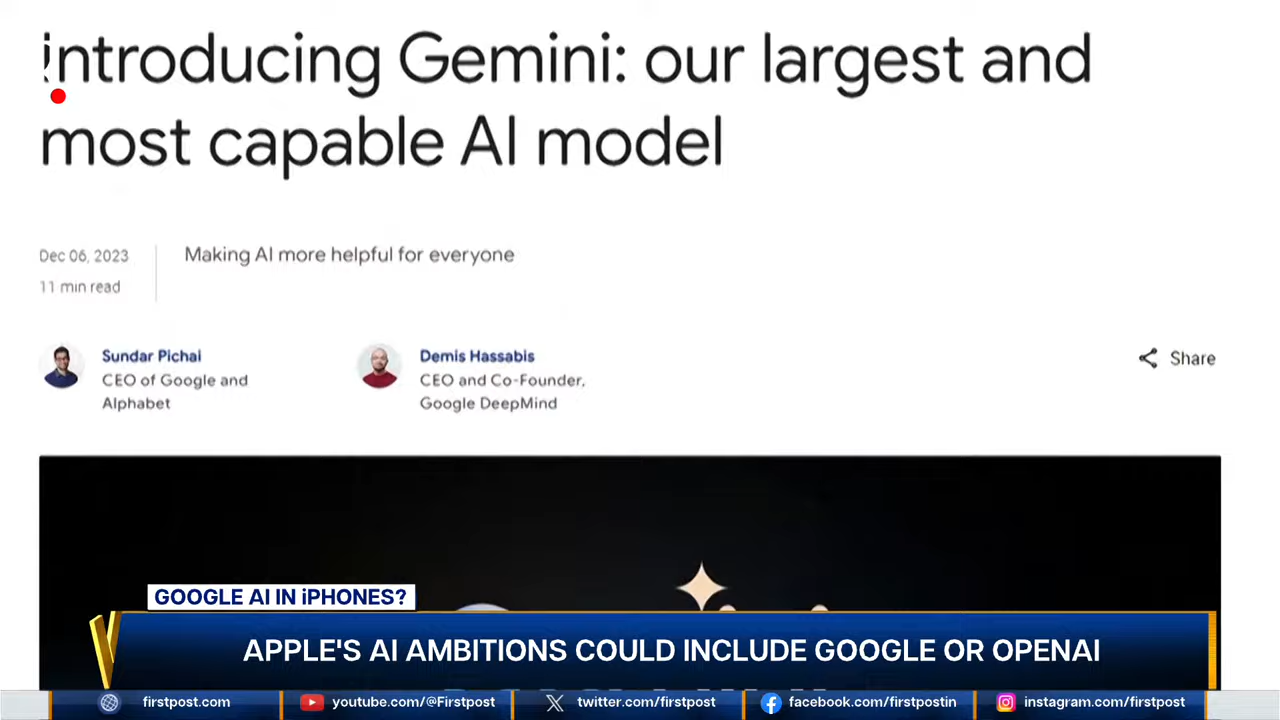 introducing Gemini: our largest and
most capable AI model
Dec 06, 2023
11 min read
Making AI more helpful for everyone
Sundar Pichai
CEO of Google and
Alphabet
Demis Hassabis
CEO and Co-Founder,
Google DeepMind
Share
GOOGLE AI IN iPHONES?
APPLE'S AI AMBITIONS COULD INCLUDE GOOGLE OR OPENAI
firstpost.com
youtube.com/@Firstpost
twitter.com/firstpost
facebook.com/firstpostin
instagram.com/firstpost